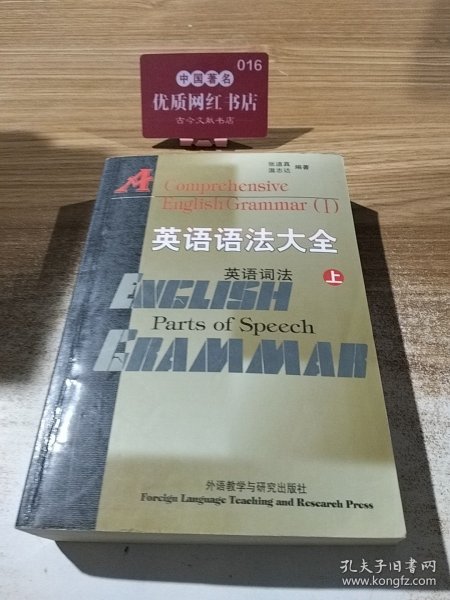 016
中国著名
优质网红书店
古今文献书店
张道真
温志达
编著
A Comprehensive
English Grammar (I)
英语语法大全
英语词法
上
ENGLISH
Parts of Speech
GRAMMAR
外语教学与研究出版社
Foreign Language Teaching and Research Press
孔夫子旧书网
www.kongfz.com